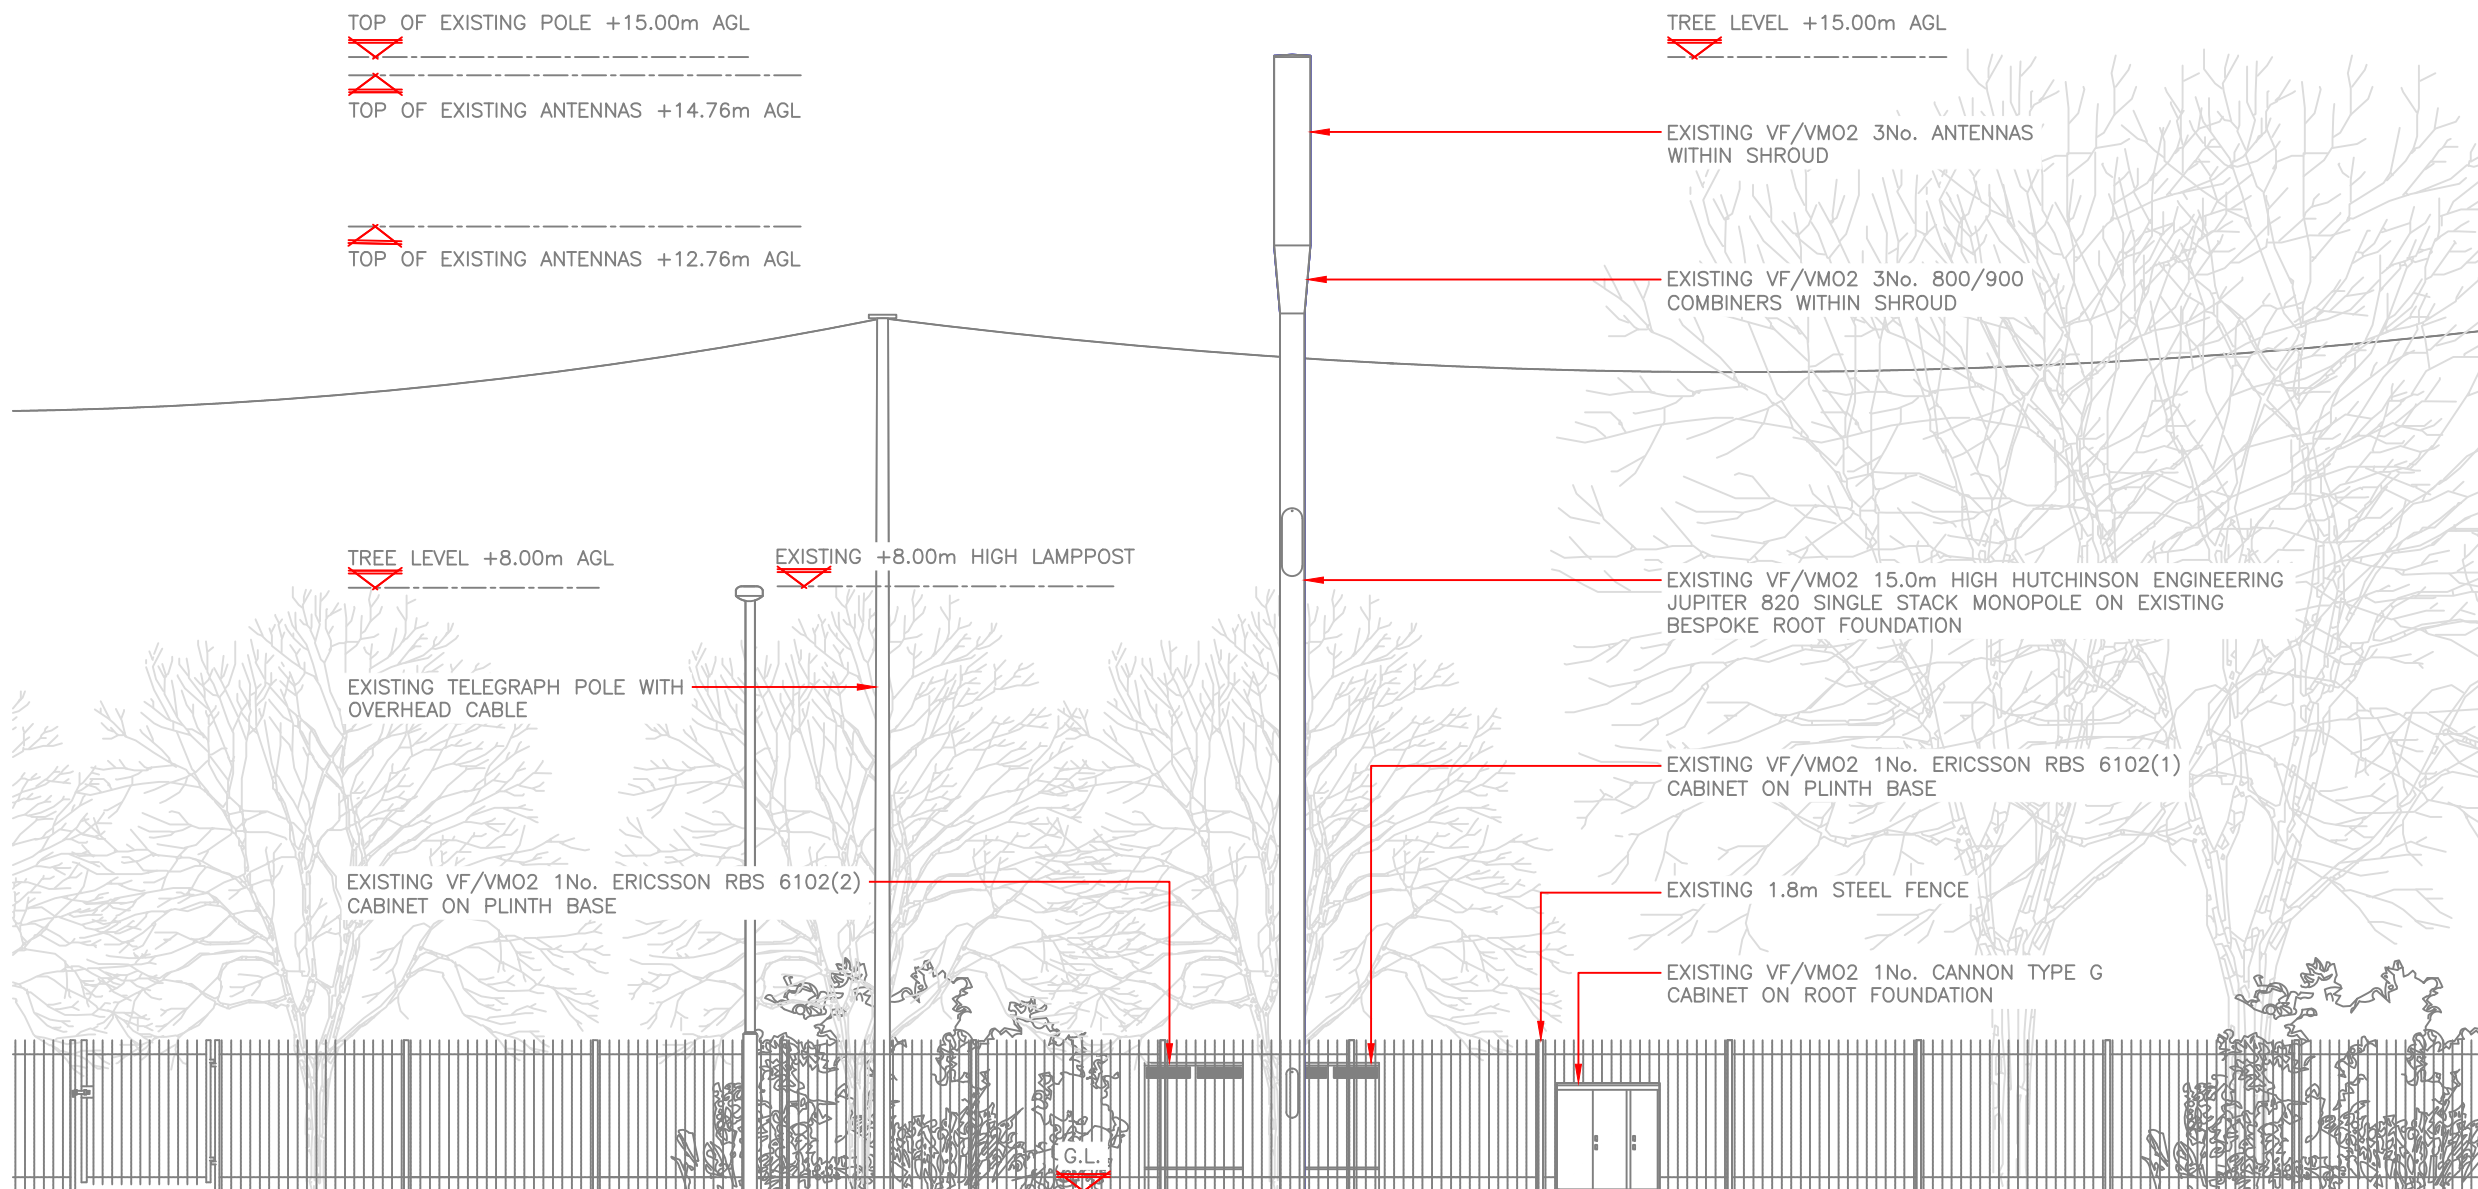 TOP OF EXISTING POLE +15.00m AGL
TOP OF EXISTING ANTENNAS +14.76m AGL
TOP OF EXISTING ANTENNAS +12.76m AGL
TREE LEVEL +15.00m AGL
EXISTING VF/VMO2 3No. ANTENNAS
WITHIN SHROUD
EXISTING VF/VMO2 3No. 800/900
COMBINERS WITHIN SHROUD
TREE LEVEL +8.00m AGL
EXISTING +8.00m HIGH LAMPPOST
EXISTING VF/VMO2 15.0m HIGH HUTCHINSON ENGINEERING
JUPITER 820 SINGLE STACK MONOPOLE ON EXISTING
BESPOKE ROOT FOUNDATION
EXISTING TELEGRAPH POLE WITH
OVERHEAD CABLE
EXISTING VF/VMO2 1No. ERICSSON RBS 6102(1)
CABINET ON PLINTH BASE
EXISTING VF/VMO2 1No. ERICSSON RBS 6102(2)
CABINET ON PLINTH BASE
EXISTING 1.8m STEEL FENCE
EXISTING VF/VMO2 1No. CANNON TYPE G
CABINET ON ROOT FOUNDATION
G.L.